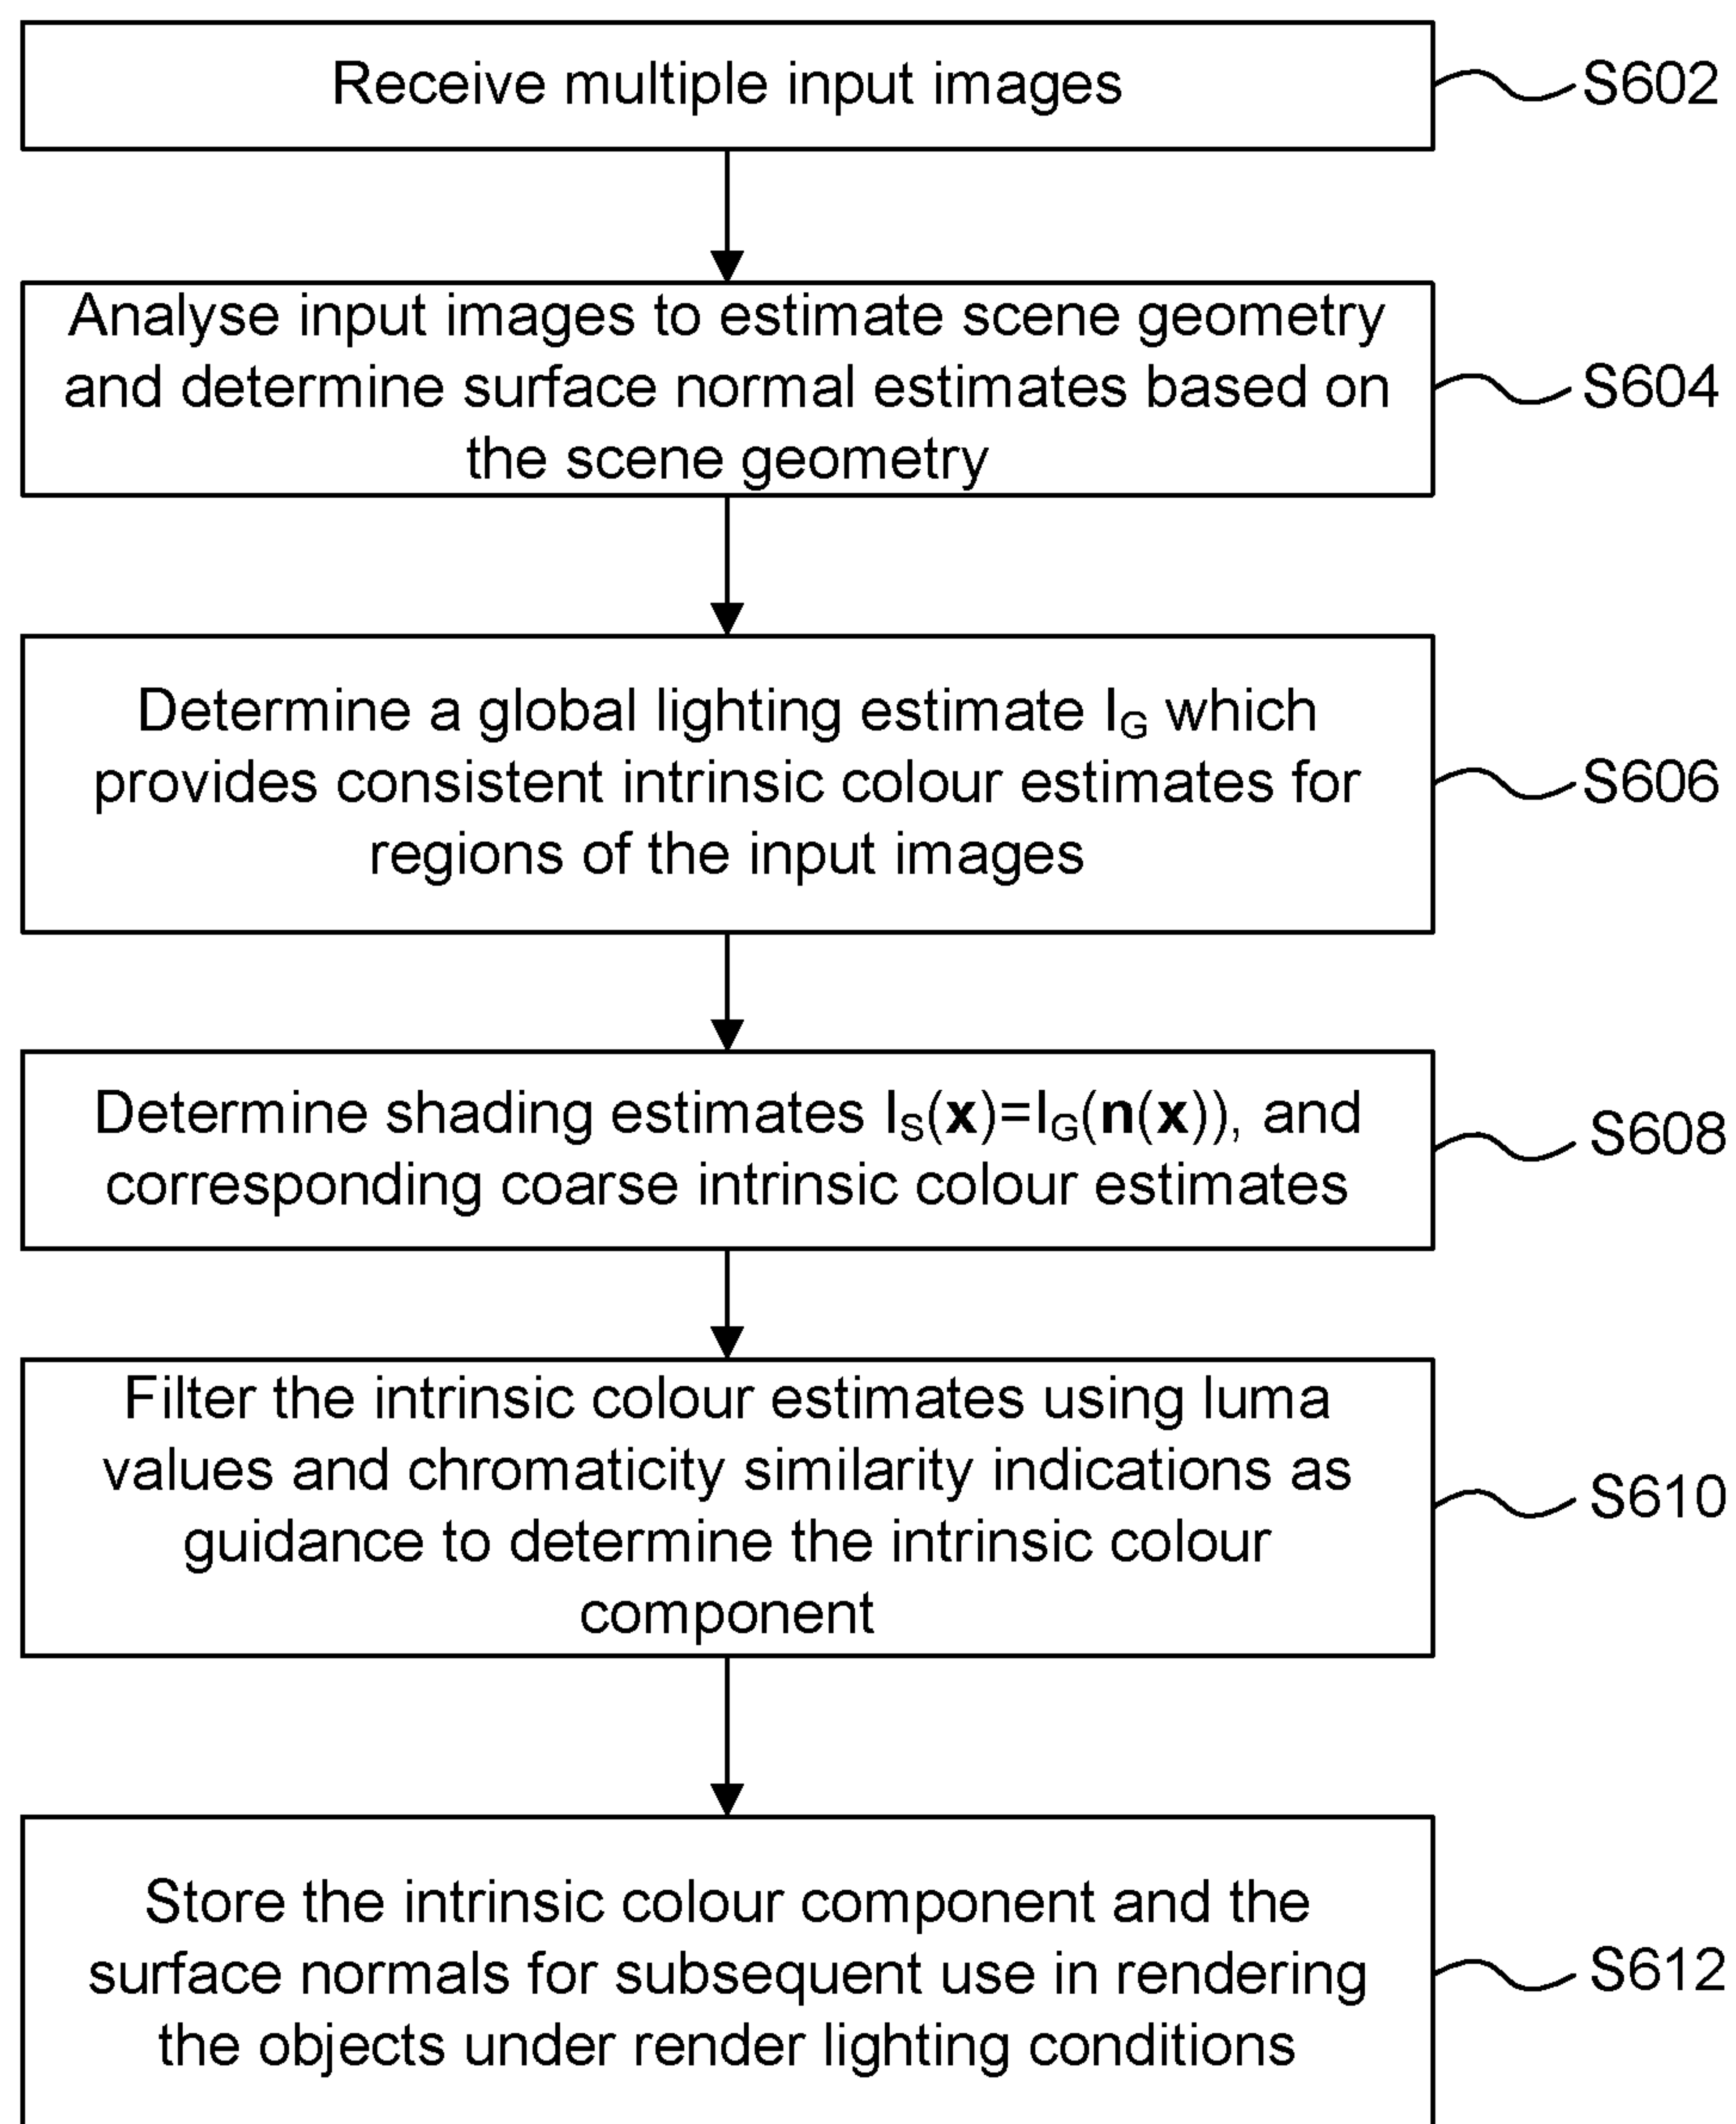 Receive multiple input images
S602
Analyse input images to estimate scene geometry
and determine surface normal estimates based on
the scene geometry
S604
Determine a global lighting estimate I_G which
provides consistent intrinsic colour estimates for
regions of the input images
S606
Determine shading estimates I_S(x)=I_G(n(x)), and
corresponding coarse intrinsic colour estimates
S608
Filter the intrinsic colour estimates using luma
values and chromaticity similarity indications as
guidance to determine the intrinsic colour
component
S610
Store the intrinsic colour component and the
surface normals for subsequent use in rendering
the objects under render lighting conditions
S612